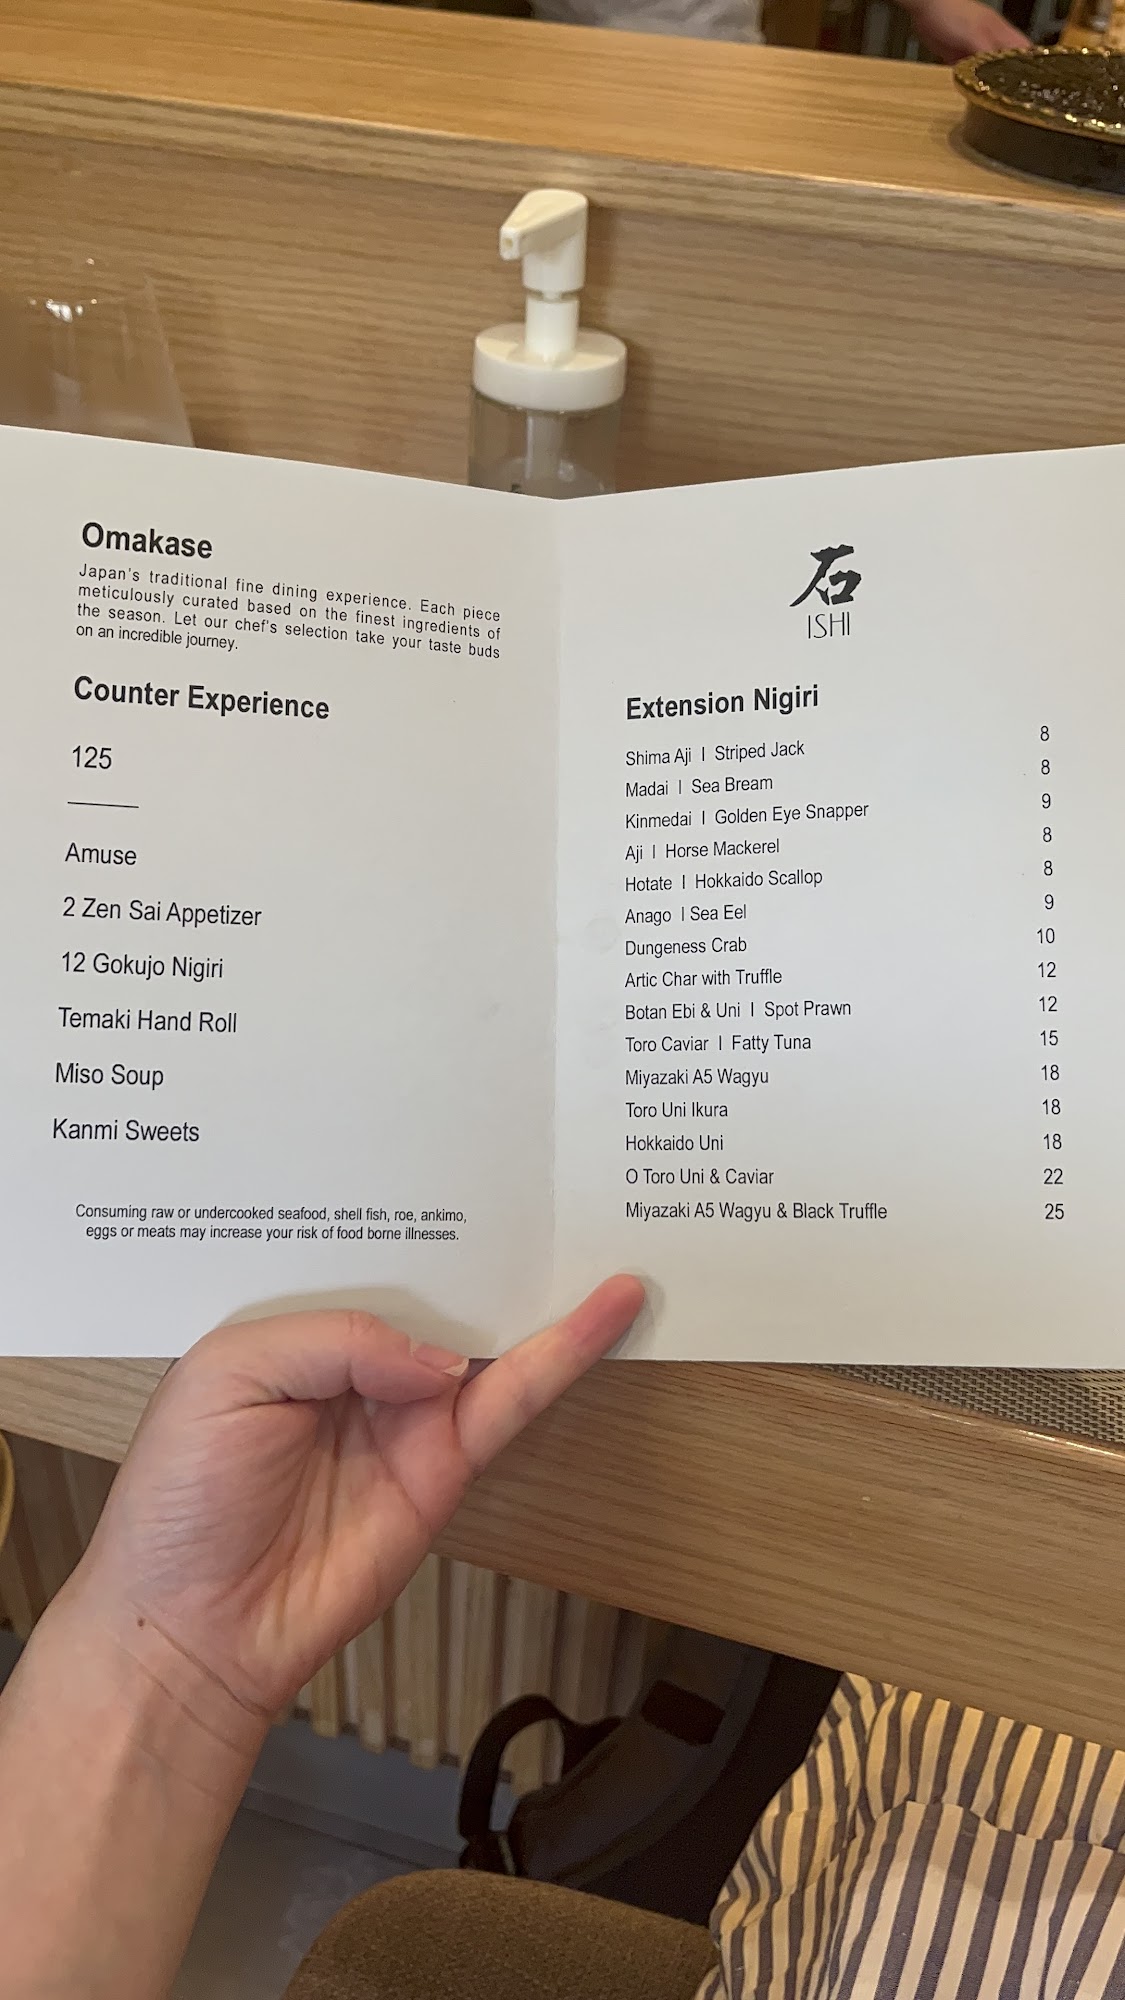 Omakase
Japan's traditional fine dining experience. Each piece
meticulously curated based on the finest ingredients of
the season. Let our chef's selection take your taste buds
on an incredible journey.
Counter Experience
125
Amuse
2 Zen Sai Appetizer
12 Gokujo Nigiri
Temaki Hand Roll
Miso Soup
Kanmi Sweets
Consuming raw or undercooked seafood, shell fish, roe, ankimo,
eggs or meats may increase your risk of food borne illnesses.
石
ISHI
Extension Nigiri
Shima Aji | Striped Jack 8
Madai | Sea Bream 8
Kinmedai | Golden Eye Snapper 9
Aji | Horse Mackerel 8
Hotate | Hokkaido Scallop 8
Anago | Sea Eel 9
Dungeness Crab 10
Artic Char with Truffle 12
Botan Ebi & Uni | Spot Prawn 12
Toro Caviar | Fatty Tuna 15
Miyazaki A5 Wagyu 18
Toro Uni Ikura 18
Hokkaido Uni 18
O Toro Uni & Caviar 22
Miyazaki A5 Wagyu & Black Truffle 25